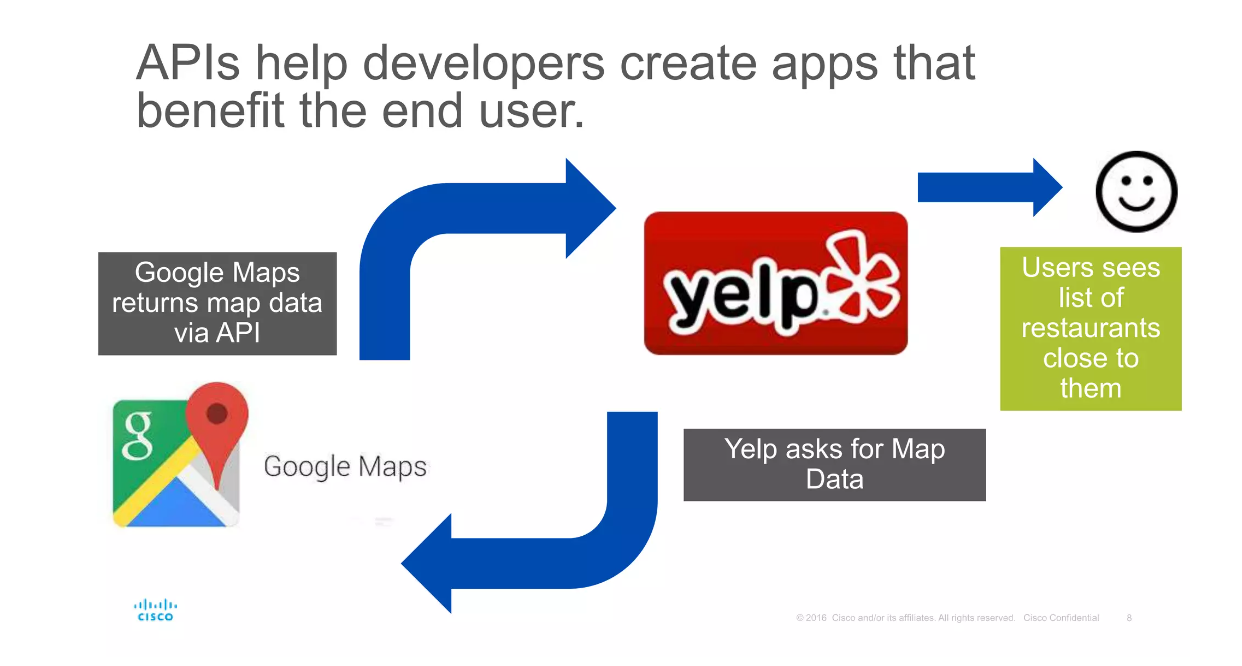 APIs help developers create apps that
benefit the end user.
Google Maps
returns map data
via API
yelp
Users sees
list of
restaurants
close to
them
g
Google Maps
Yelp asks for Map
Data
CISCO
© 2016 Cisco and/or its affiliates. All rights reserved. Cisco Confidential 8